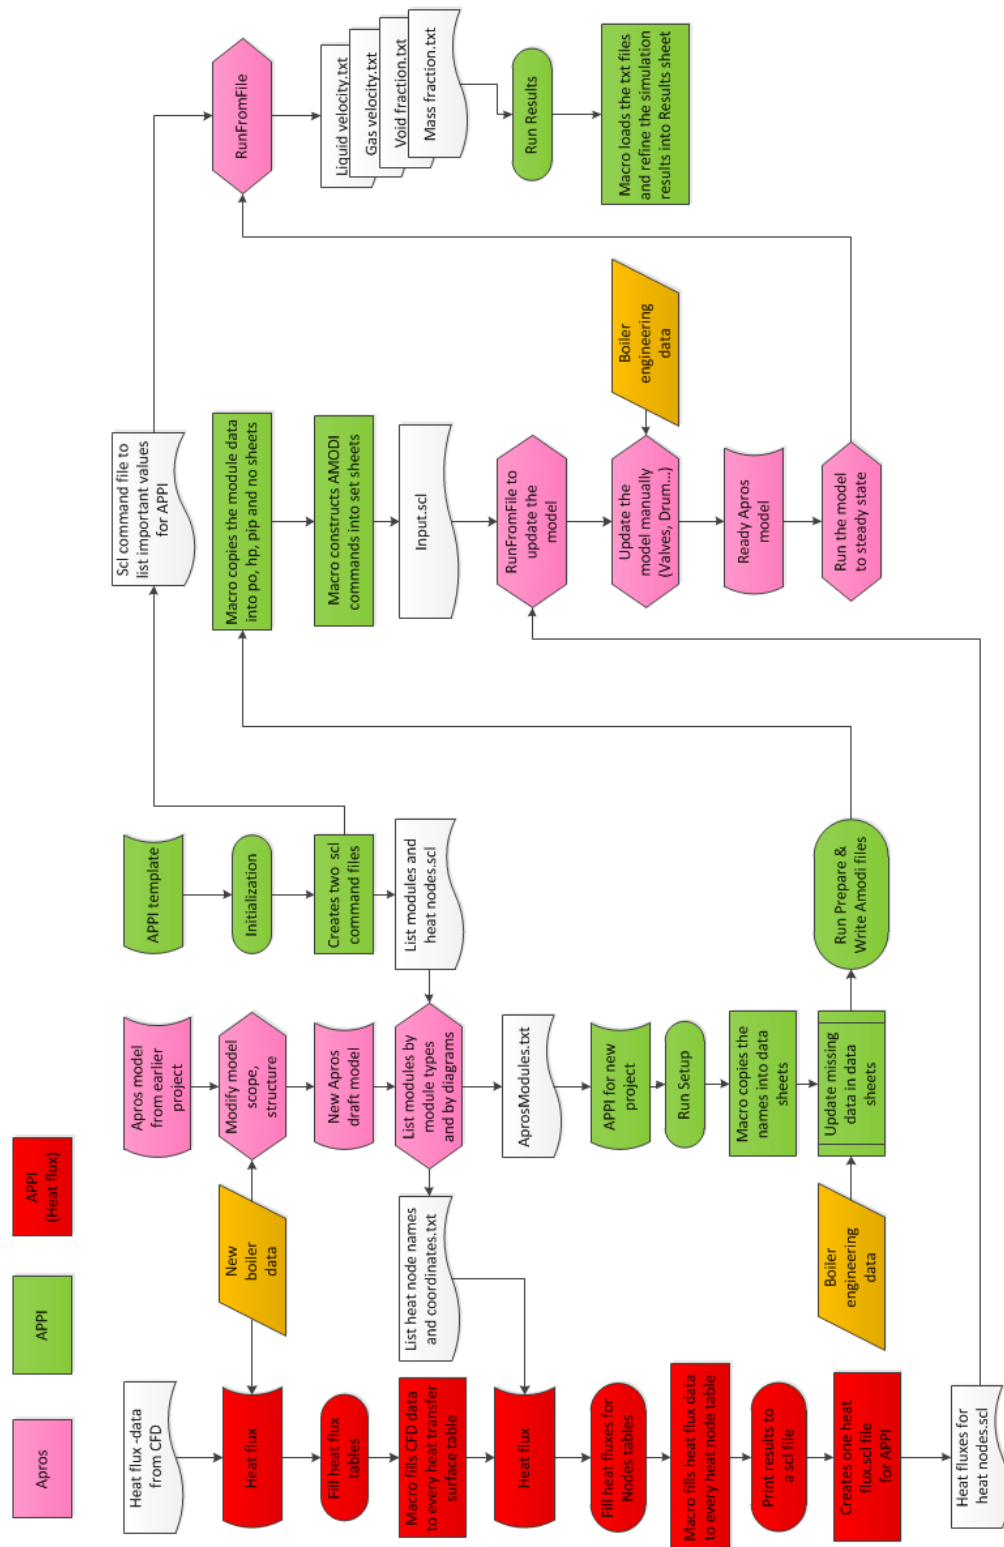 Apros
APPI
APPI
(Heat flux)
Heat flux -data
from CFD
Heat flux
Fill heat flux
tables
Macro fills CFD data
to every heat transfer
surface table
Heat flux
Fill heat fluxes for
Nodes tables
Macro fills heat flux data
to every heat node table
Print results to
a scl file
Creates one heat
flux.scl file
for APPI
Heat fluxes for
heat nodes.scl
New
boiler
data
List heat node names
and coordinates.txt
Boiler
engineering
data
Apros model
from earlier
project
Modify model
scope,
structure
New Apros
draft model
List modules by
module types
and by diagrams
AprosModules.txt
APPI for new
project
Run Setup
Macro copies the
names into data
sheets
Update missing
data in data
sheets
APPI template
Initialization
Creates two scl
command files
List modules and
heat nodes.scl
Run Prepare &
Write Amodi files
Scl command file to
list important values
for APPI
Macro copies the module data
into po, hp, pip and no sheets
Macro constructs AMODI
commands into set sheets
Input.scl
RunFromFile to
update the
model
Update the
model manually
(Valves, Drum...)
Ready Apros
model
Run the model
to steady state
Boiler
engineering
data
RunFromFile
Liquid velocity.txt
Gas velocity.txt
Void fraction.txt
Mass fraction.txt
Run Results
Macro loads the txt files
and refine the simulation
results into Results sheet